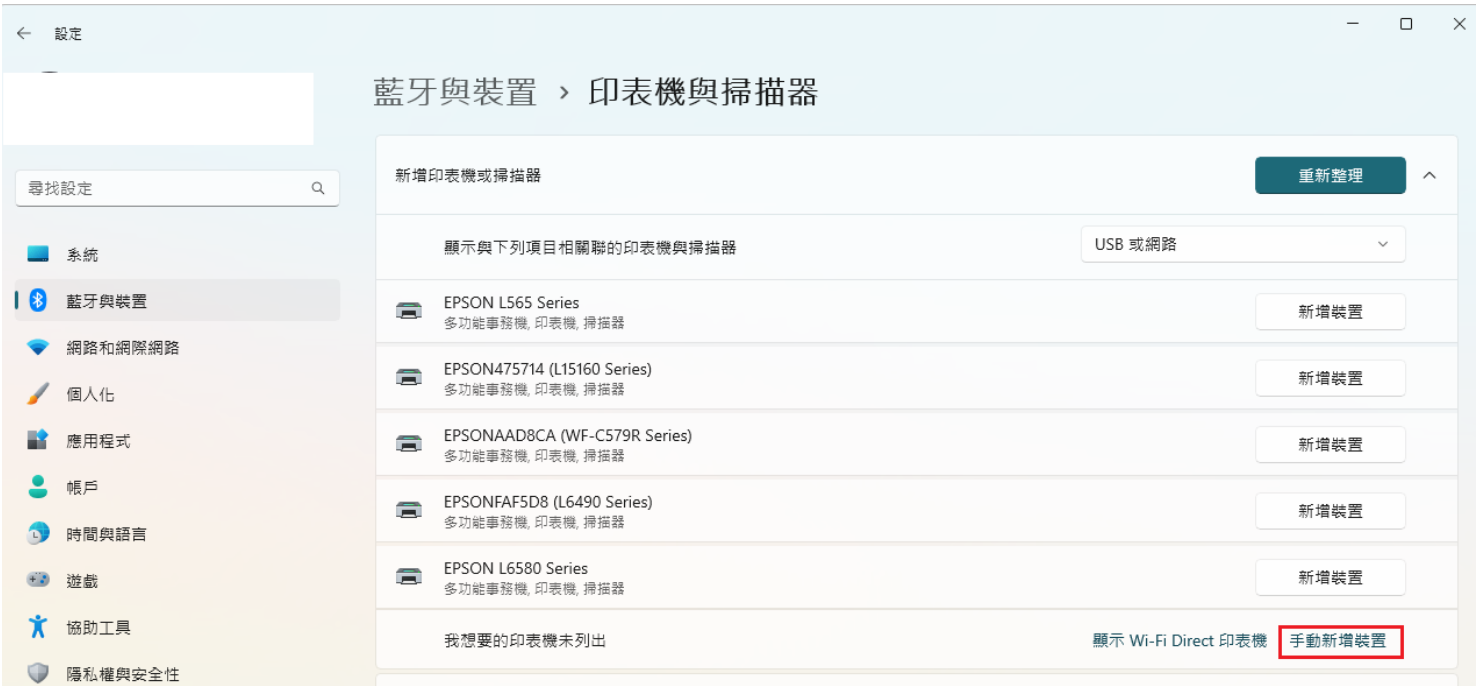 設定
藍牙與裝置 › 印表機與掃描器
尋找設定
系統
藍牙與裝置
網路和網際網路
個人化
應用程式
帳戶
時間與語言
遊戲
協助工具
隱私權與安全性
新增印表機或掃描器 重新整理
顯示與下列項目相關聯的印表機與掃描器 USB 或網路
EPSON L565 Series 新增裝置
多功能事務機, 印表機, 掃描器
EPSON475714 (L15160 Series) 新增裝置
多功能事務機, 印表機, 掃描器
EPSONAAD8CA (WF-C579R Series) 新增裝置
多功能事務機, 印表機, 掃描器
EPSONFAF5D8 (L6490 Series) 新增裝置
多功能事務機, 印表機, 掃描器
EPSON L6580 Series 新增裝置
多功能事務機, 印表機, 掃描器
我想要的印表機未列出 顯示 Wi-Fi Direct 印表機 手動新增裝置